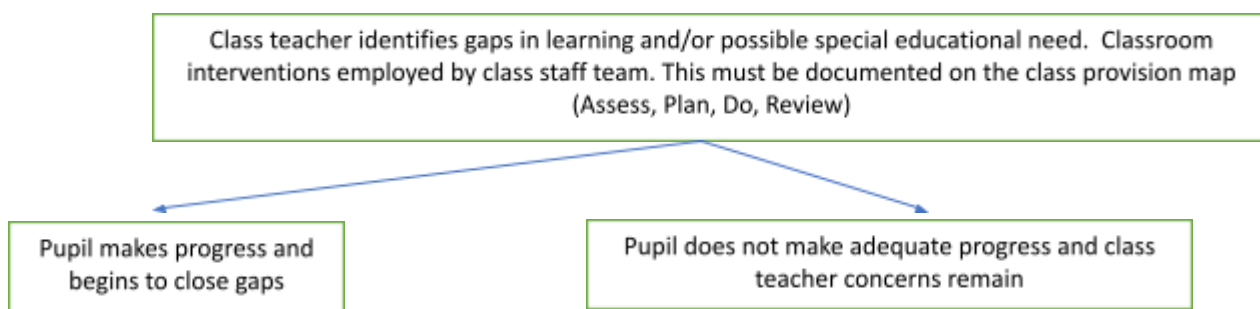 Class teacher identifies gaps in learning and/or possible special educational need.  Classroom
interventions employed by class staff team. This must be documented on the class provision map
(Assess, Plan, Do, Review)
Pupil makes progress and
begins to close gaps
Pupil does not make adequate progress and class
teacher concerns remain